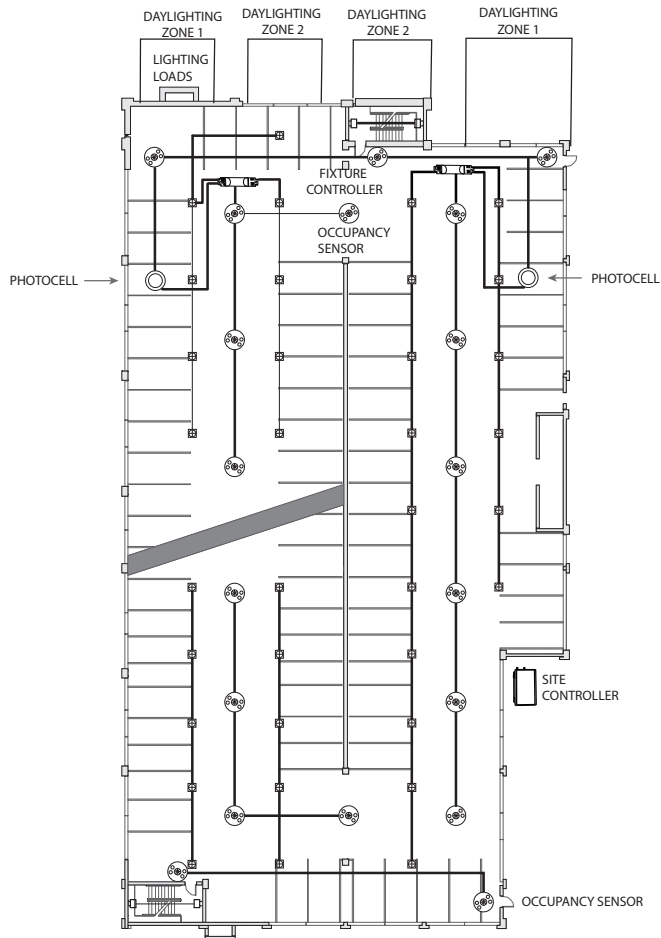 DAYLIGHTING
ZONE 1
DAYLIGHTING
ZONE 2
DAYLIGHTING
ZONE 2
DAYLIGHTING
ZONE 1
LIGHTING
LOADS
FIXTURE
CONTROLLER
OCCUPANCY
SENSOR
PHOTOCELL
PHOTOCELL
SITE
CONTROLLER
OCCUPANCY SENSOR